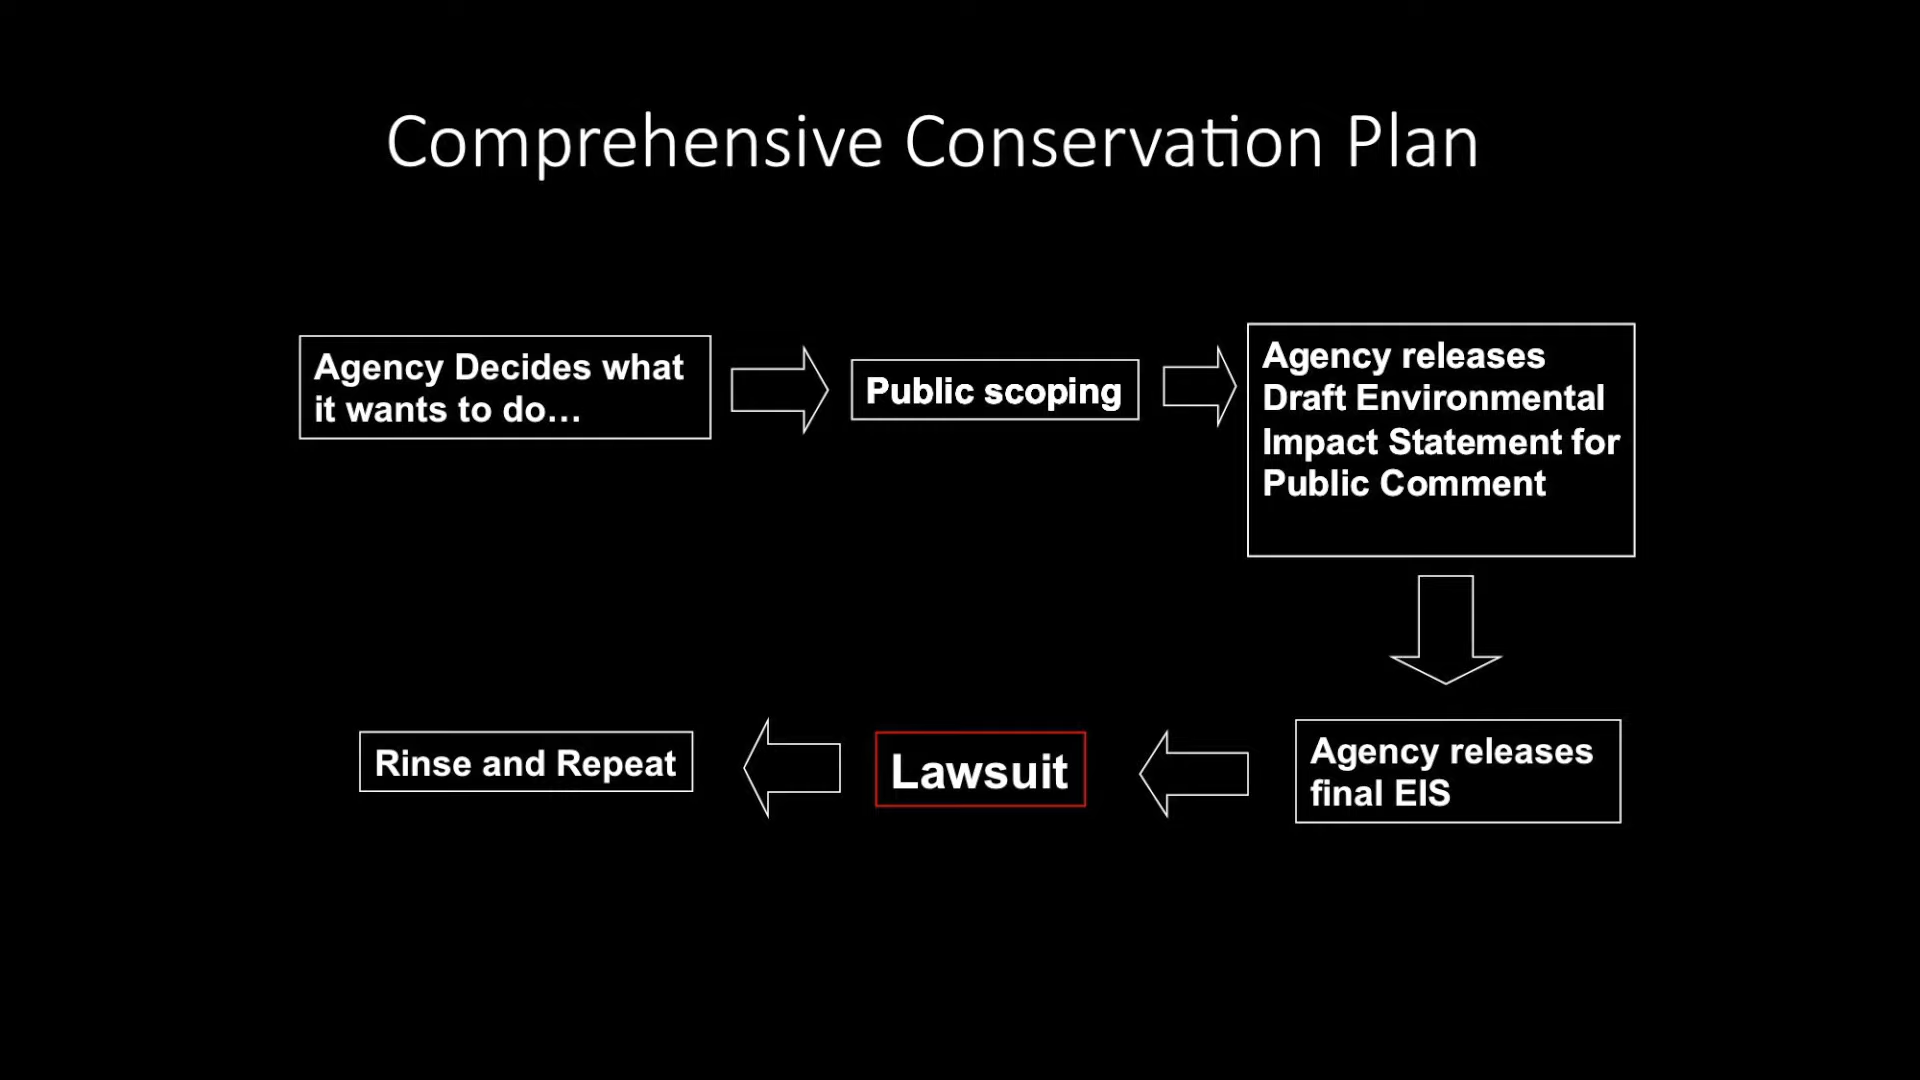 Comprehensive Conservation Plan
Agency Decides what
it wants to do...
Public scoping
Agency releases
Draft Environmental
Impact Statement for
Public Comment
Agency releases
final EIS
Lawsuit
Rinse and Repeat